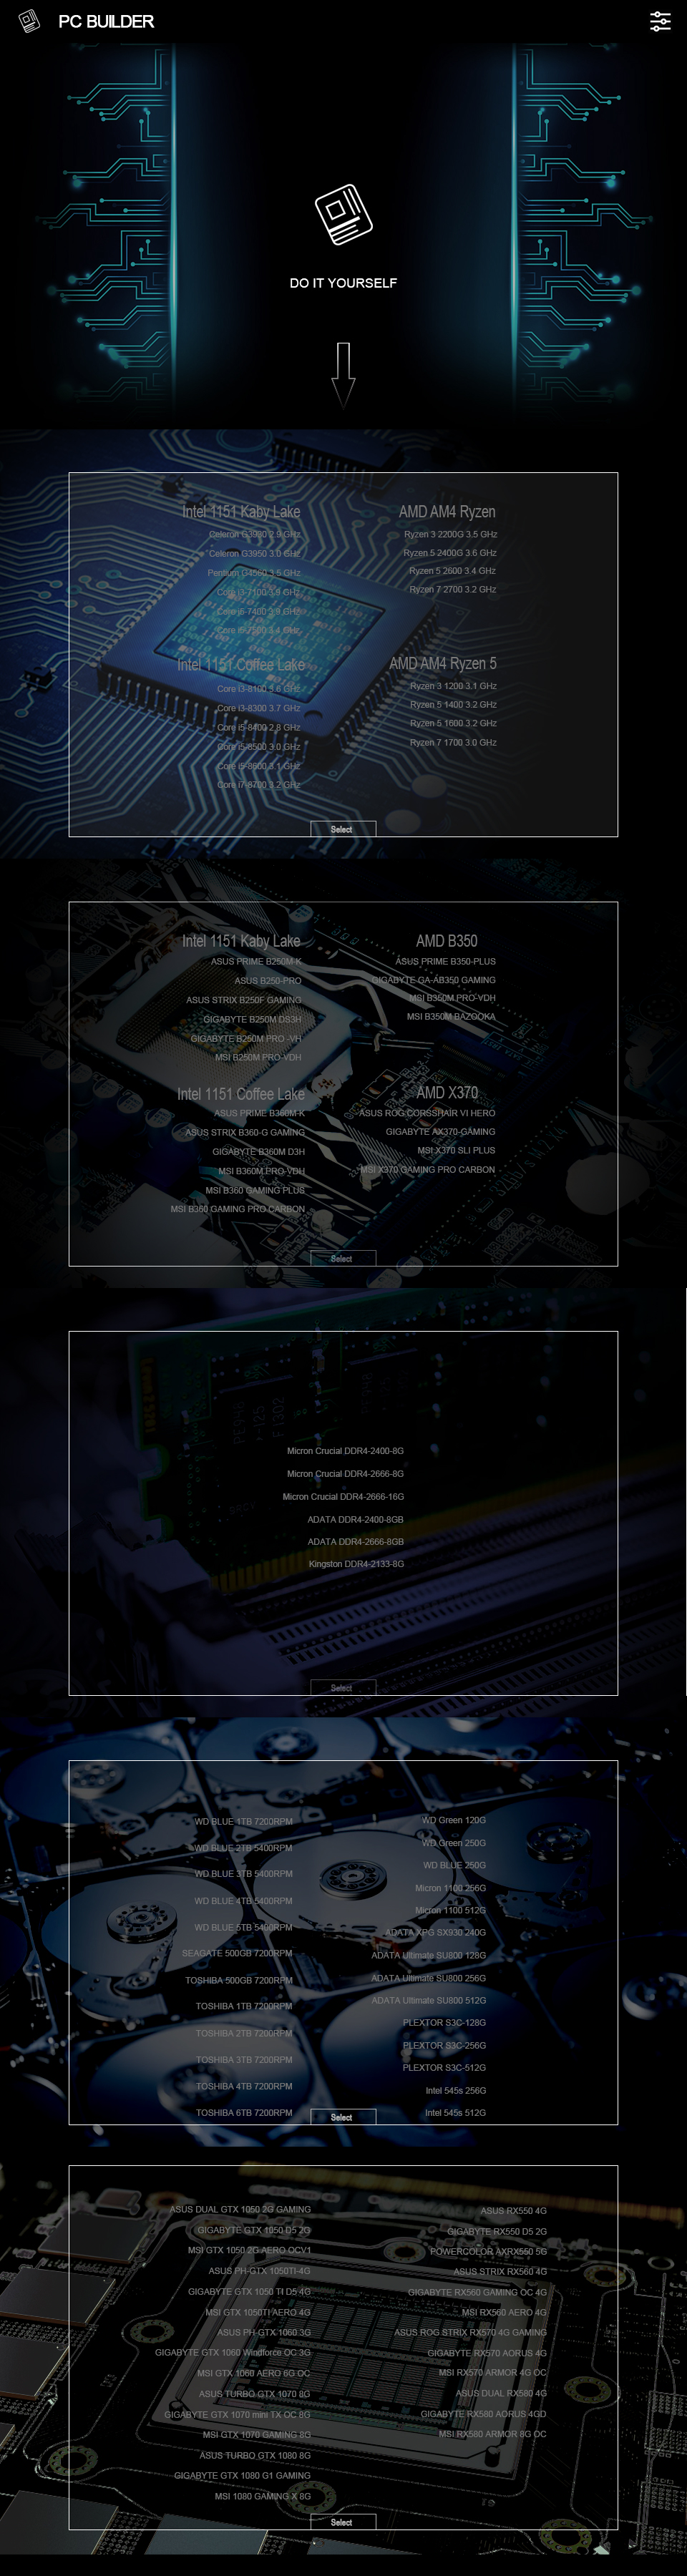 PC BUILDER
DO IT YOURSELF
Intel 1151 Kaby Lake
Celeron G3930 2.9 GHz
Celeron G3950 3.0 GHz
Pentium G4560 3.5 GHz
Core i3-7100 3.9 GHz
Core i5-7400 3.0 GHz
Core i5-7500 3.4 GHz
Intel 1151 Coffee Lake
Core i3-8100 3.6 GHz
Core i3-8300 3.7 GHz
Core i5-8400 2.8 GHz
Core i5-8500 3.0 GHz
Core i5-8600 3.1 GHz
Core i7-8700 3.2 GHz
AMD AM4 Ryzen
Ryzen 3 2200G 3.5 GHz
Ryzen 5 2400G 3.6 GHz
Ryzen 5 2600 3.4 GHz
Ryzen 7 2700 3.2 GHz
AMD AM4 Ryzen 5
Ryzen 3 1200 3.1 GHz
Ryzen 5 1400 3.2 GHz
Ryzen 5 1600 3.2 GHz
Ryzen 7 1700 3.0 GHz
Select
Intel 1151 Kaby Lake
ASUS PRIME B250M-K
ASUS B250-PRO
ASUS STRIX B250F GAMING
GIGABYTE B250M DS3H
GIGABYTE B250M PRO -VH
MSI B250M PRO-VDH
Intel 1151 Coffee Lake
ASUS PRIME B360M-K
ASUS STRIX B360-G GAMING
GIGABYTE B360M D3H
MSI B360M PRO-VDH
MSI B360 GAMING PLUS
MSI B360 GAMING PRO CARBON
AMD B350
ASUS PRIME B350-PLUS
GIGABYTE GA-AB350 GAMING
MSI B350M PRO-VDH
MSI B350M BAZOOKA
AMD X370
ASUS ROG CORSSHAIR VI HERO
GIGABYTE AX370-GAMING
MSI X370 SLI PLUS
MSI X370 GAMING PRO CARBON
Select
Micron Crucial DDR4-2400-8G
Micron Crucial DDR4-2666-8G
Micron Crucial DDR4-2666-16G
ADATA DDR4-2400-8GB
ADATA DDR4-2666-8GB
Kingston DDR4-2133-8G
Select
WD BLUE 1TB 7200RPM
WD BLUE 2TB 5400RPM
WD BLUE 3TB 5400RPM
WD BLUE 4TB 5400RPM
WD BLUE 5TB 5400RPM
SEAGATE 500GB 7200RPM
TOSHIBA 500GB 7200RPM
TOSHIBA 1TB 7200RPM
TOSHIBA 2TB 7200RPM
TOSHIBA 3TB 7200RPM
TOSHIBA 4TB 7200RPM
TOSHIBA 6TB 7200RPM
WD Green 120G
WD Green 250G
WD BLUE 250G
Micron 1100 256G
Micron 1100 512G
ADATA XPG SX930 240G
ADATA Ultimate SU800 128G
ADATA Ultimate SU800 256G
ADATA Ultimate SU800 512G
PLEXTOR S3C-128G
PLEXTOR S3C-256G
PLEXTOR S3C-512G
Intel 545s 256G
Intel 545s 512G
Select
ASUS DUAL GTX 1050 2G GAMING
GIGABYTE GTX 1050 D5 2G
MSI GTX 1050 2G AERO OCV1
ASUS PH-GTX 1050TI-4G
GIGABYTE GTX 1050 TI D5 4G
MSI GTX 1050TI AERO 4G
ASUS PH-GTX 1060 3G
GIGABYTE GTX 1060 Windforce OC 3G
MSI GTX 1060 AERO 6G OC
ASUS TURBO GTX 1070 8G
GIGABYTE GTX 1070 mini TX OC 8G
MSI GTX 1070 GAMING 8G
ASUS TURBO GTX 1080 8G
GIGABYTE GTX 1080 G1 GAMING
MSI 1080 GAMING X 8G
ASUS RX550 4G
GIGABYTE RX550 D5 2G
POWERCOLOR AXRX550 5G
ASUS STRIX RX560 4G
GIGABYTE RX560 GAMING OC 4G
MSI RX560 AERO 4G
ASUS ROG STRIX RX570 4G GAMING
GIGABYTE RX570 AORUS 4G
MSI RX570 ARMOR 4G OC
ASUS DUAL RX580 4G
GIGABYTE RX580 AORUS 4GD
MSI RX580 ARMOR 8G OC
Select